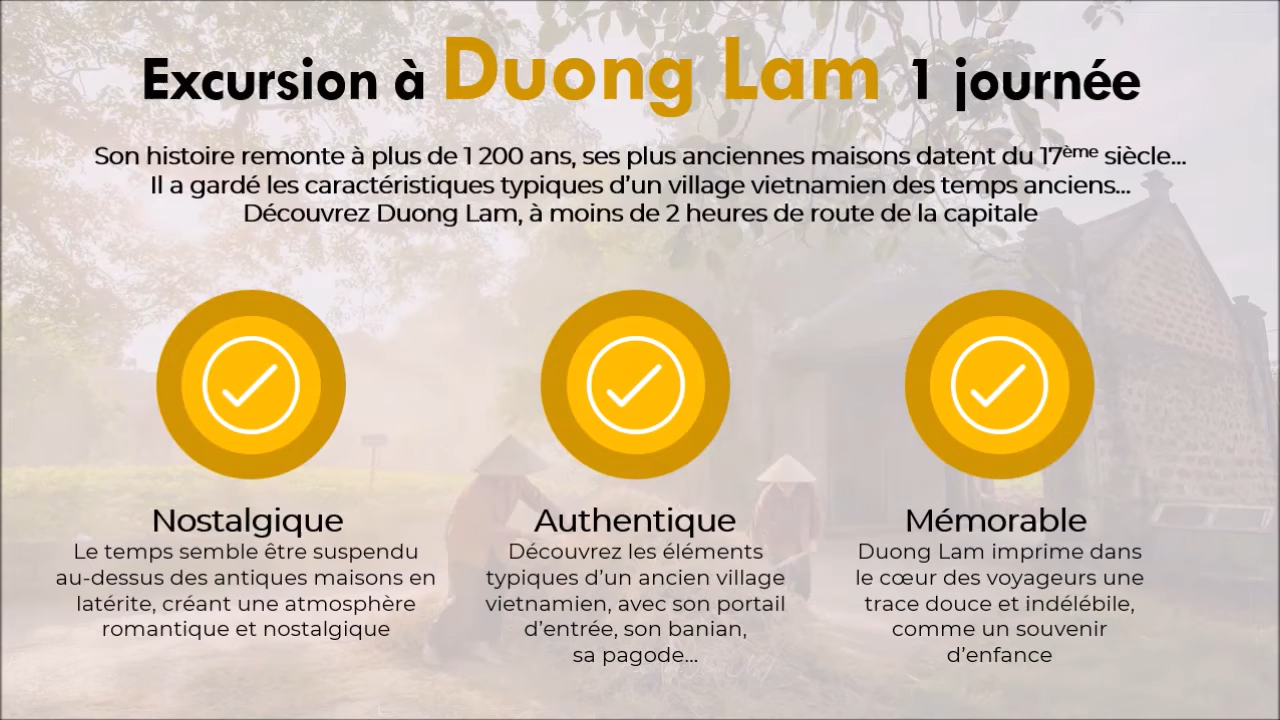 Excursion à Duong Lam 1 journée
Son histoire remonte à plus de 1 200 ans, ses plus anciennes maisons datent du 17ème siècle...
Il a gardé les caractéristiques typiques d’un village vietnamien des temps anciens...
Découvrez Duong Lam, à moins de 2 heures de route de la capitale
Nostalgique
Le temps semble être suspendu
au-dessus des antiques maisons en
latérite, créant une atmosphère
romantique et nostalgique
Authentique
Découvrez les éléments
typiques d’un ancien village
vietnamien, avec son portail
d’entrée, son banian,
sa pagode...
Mémorable
Duong Lam imprime dans
le cœur des voyageurs une
trace douce et indélébile,
comme un souvenir
d’enfance